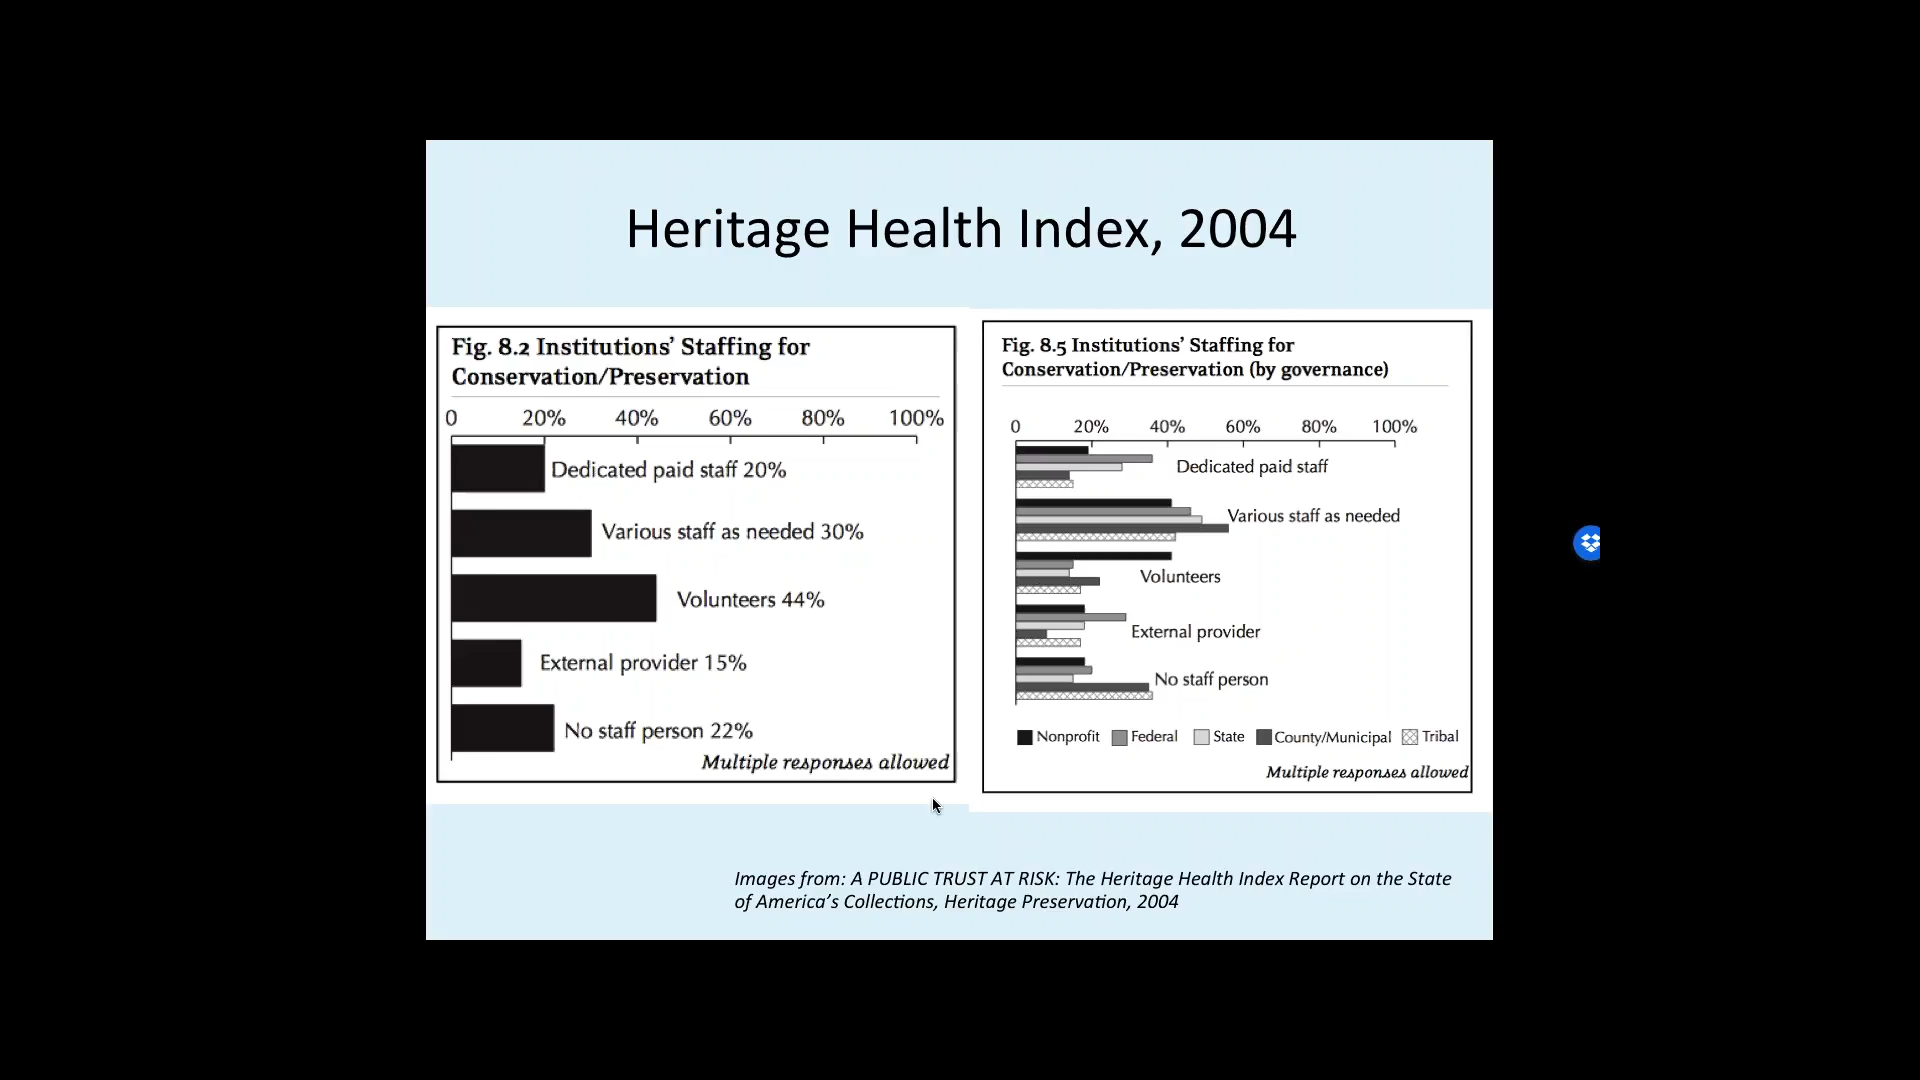 Heritage Health Index, 2004
Fig. 8.2 Institutions’ Staffing for
Conservation/Preservation
0 20% 40% 60% 80% 100%
Dedicated paid staff 20%
Various staff as needed 30%
Volunteers 44%
External provider 15%
No staff person 22%
Multiple responses allowed
Fig. 8.5 Institutions’ Staffing for
Conservation/Preservation (by governance)
0 20% 40% 60% 80% 100%
Dedicated paid staff
Various staff as needed
Volunteers
External provider
No staff person
Nonprofit Federal State County/Municipal Tribal
Multiple responses allowed
Images from: A PUBLIC TRUST AT RISK: The Heritage Health Index Report on the State
of America’s Collections, Heritage Preservation, 2004